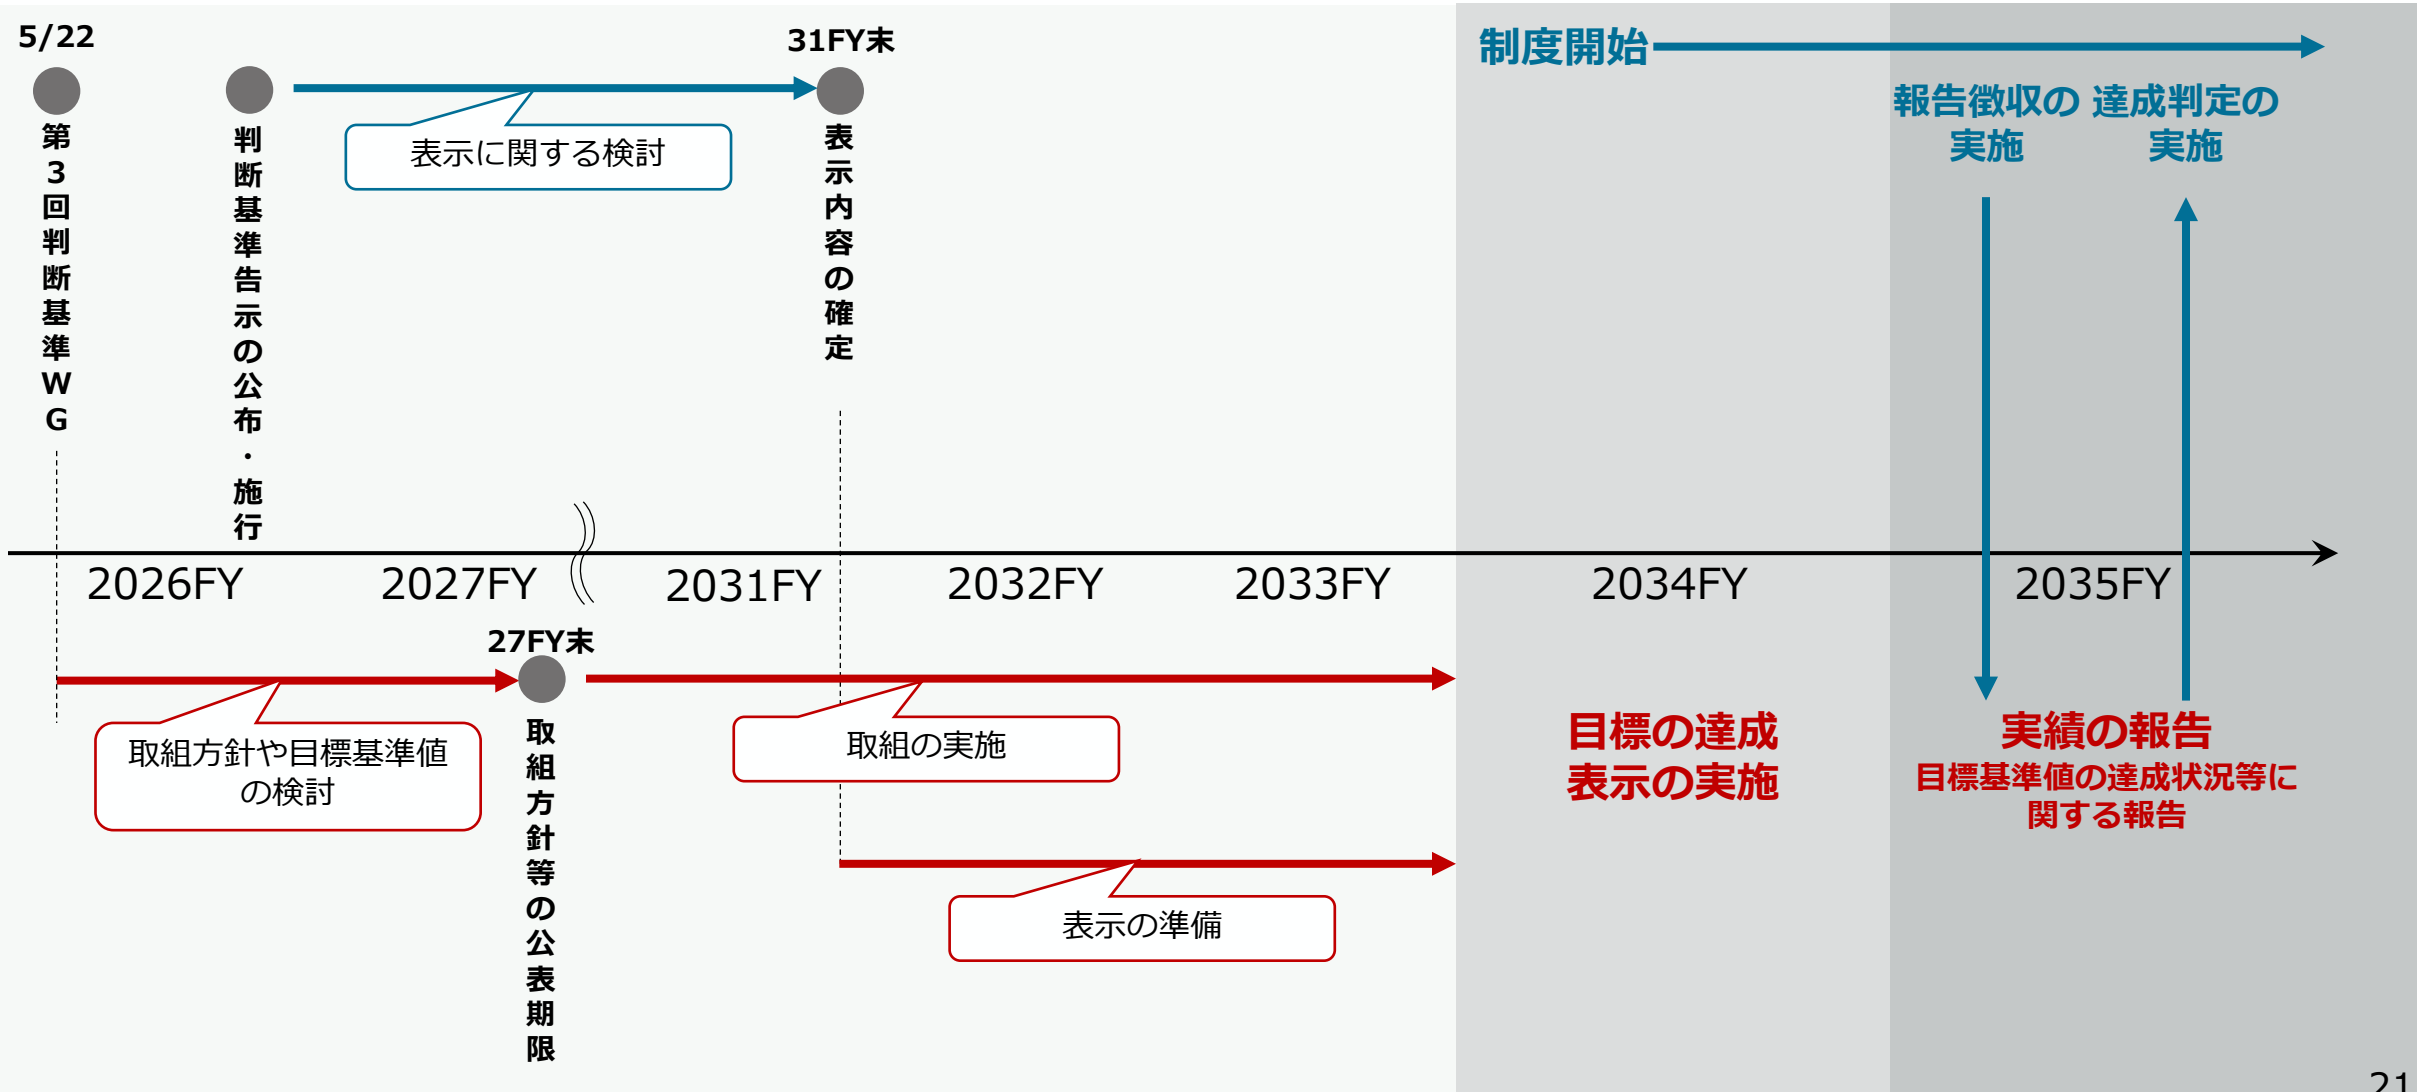 5/22
第3回判断基準WG
判断基準告示の公布・施行
表示に関する検討
31FY末
表示内容の確定
制度開始
報告徴収の
実施
達成判定の
実施
2026FY
2027FY
2031FY
2032FY
2033FY
2034FY
2035FY
取組方針や目標基準値
の検討
27FY末
取組方針等の公表期限
取組の実施
表示の準備
目標の達成
表示の実施
実績の報告
目標基準値の達成状況等に
関する報告
21